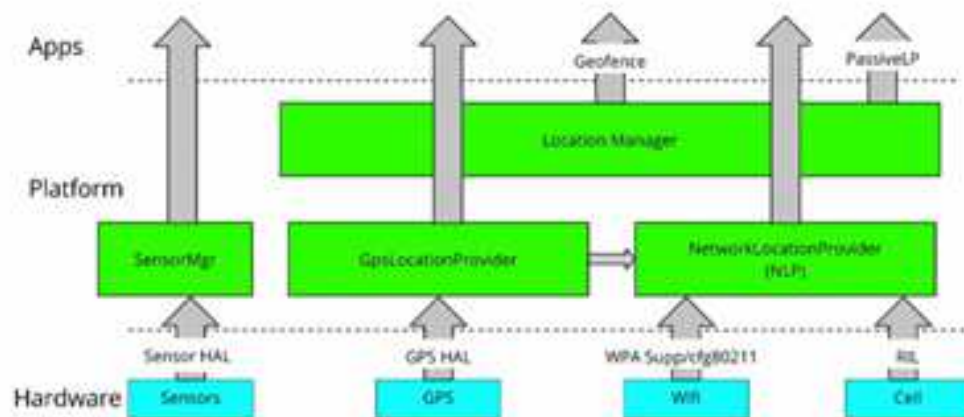 Apps
Geofence
PassiveLP
Location Manager
Platform
SensorMgr
GpsLocationProvider
NetworkLocationProvider
(NLP)
Sensor HAL
GPS HAL
WPA Supp/cfg80211
RIL
Hardware
Sensors
GPS
Wifi
Cell